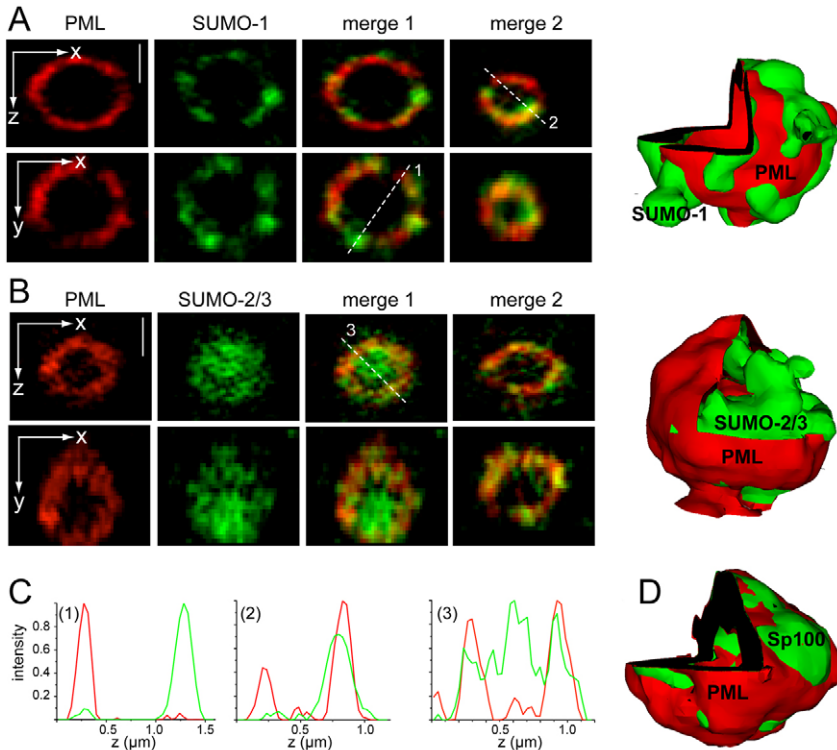 A
PML SUMO-1 merge 1 merge 2
x
z
2
PML
SUMO-1
x
y
1
B
PML SUMO-2/3 merge 1 merge 2
x
z
3
SUMO-2/3
PML
x
y
C
D
(1) (2) (3)
Sp100
PML
intensity
0.8
0.6
0.4
0.2
0.5 1.0 1.5 0.5 1.0 0.5 1.0
z (µm) z (µm) z (µm)